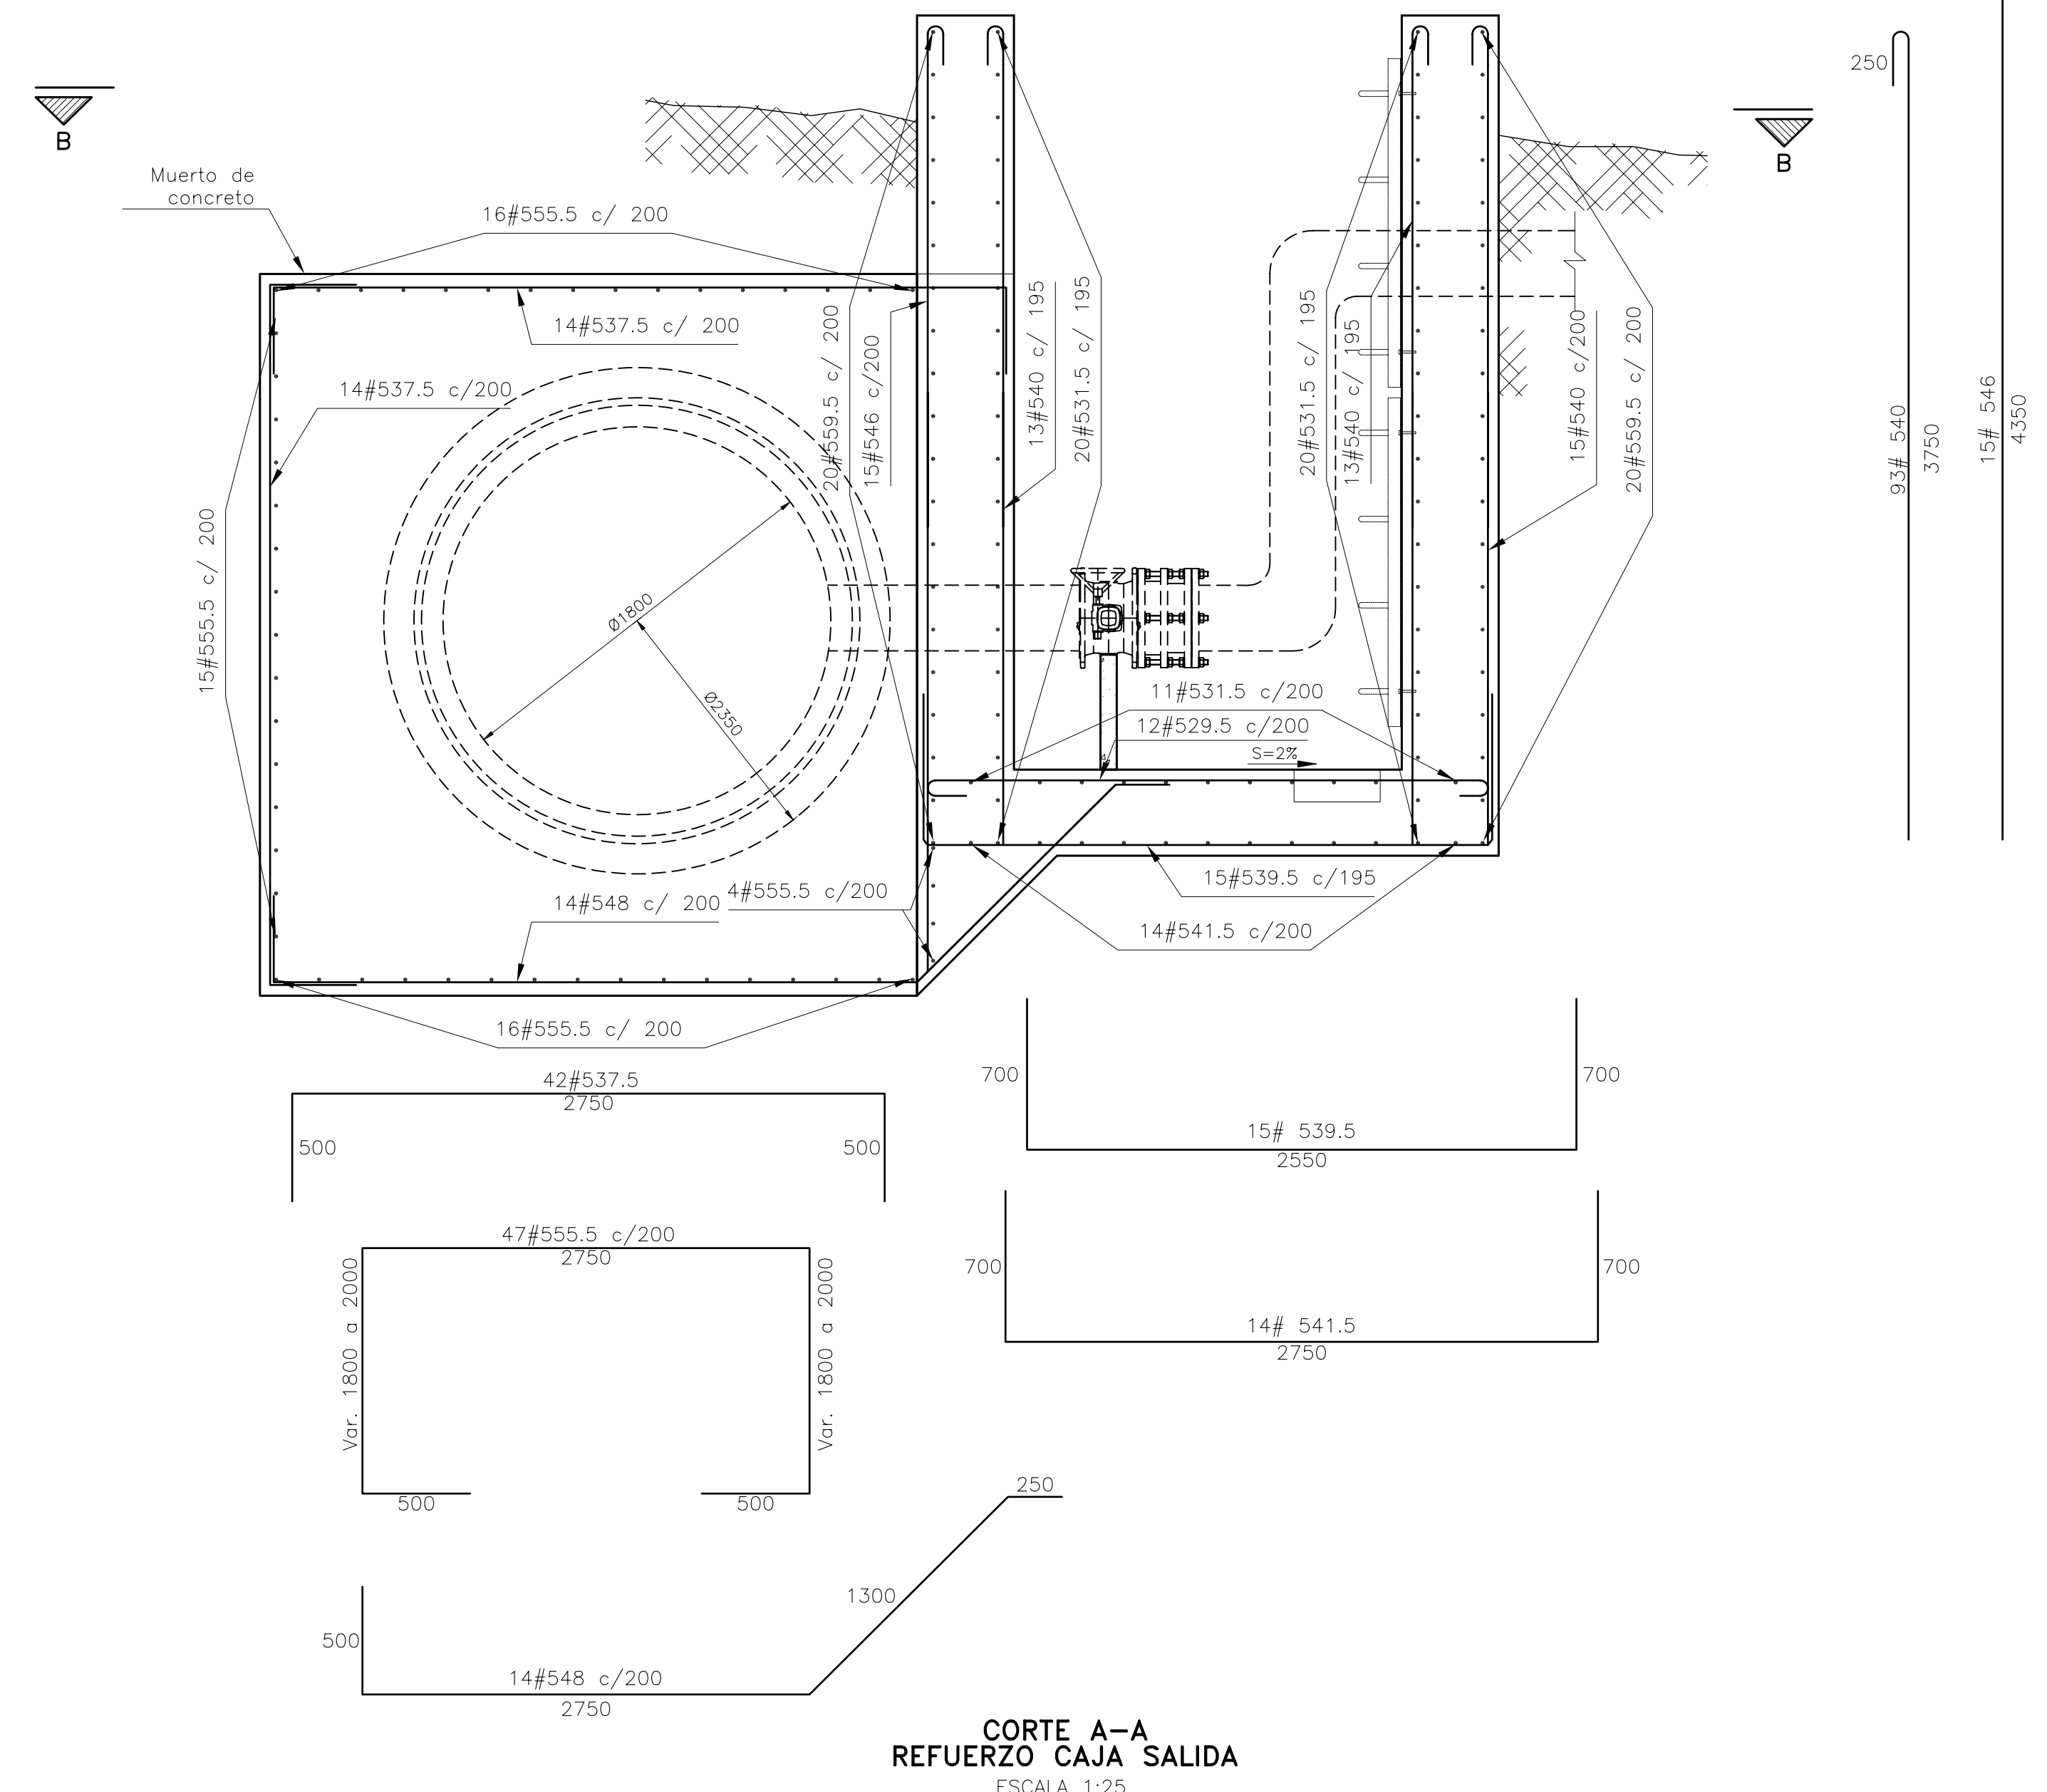 250
B
B
Muerto de
concreto
16#555.5 c/ 200
14#537.5 c/ 200
14#537.5 c/200
15#555.5 c/ 200
20#559.5 c/ 200
15#546 c/200
13#540 c/ 195
20#531.5 c/ 195
20#531.5 c/ 195
13#540 c/ 195
15#540 c/200
20#559.5 c/ 200
93# 540
3750
15# 546
4350
Ø1800
Ø2350
11#531.5 c/200
12#529.5 c/200
S=2%
15#539.5 c/195
14#541.5 c/200
4#555.5 c/200
14#548 c/ 200
16#555.5 c/ 200
42#537.5
2750
500
500
700
700
15# 539.5
2550
47#555.5 c/200
2750
Var. 1800 a 2000
Var. 1800 a 2000
500
500
700
700
14# 541.5
2750
250
1300
500
14#548 c/200
2750
CORTE A-A
REFUERZO CAJA SALIDA
ESCALA 1:25